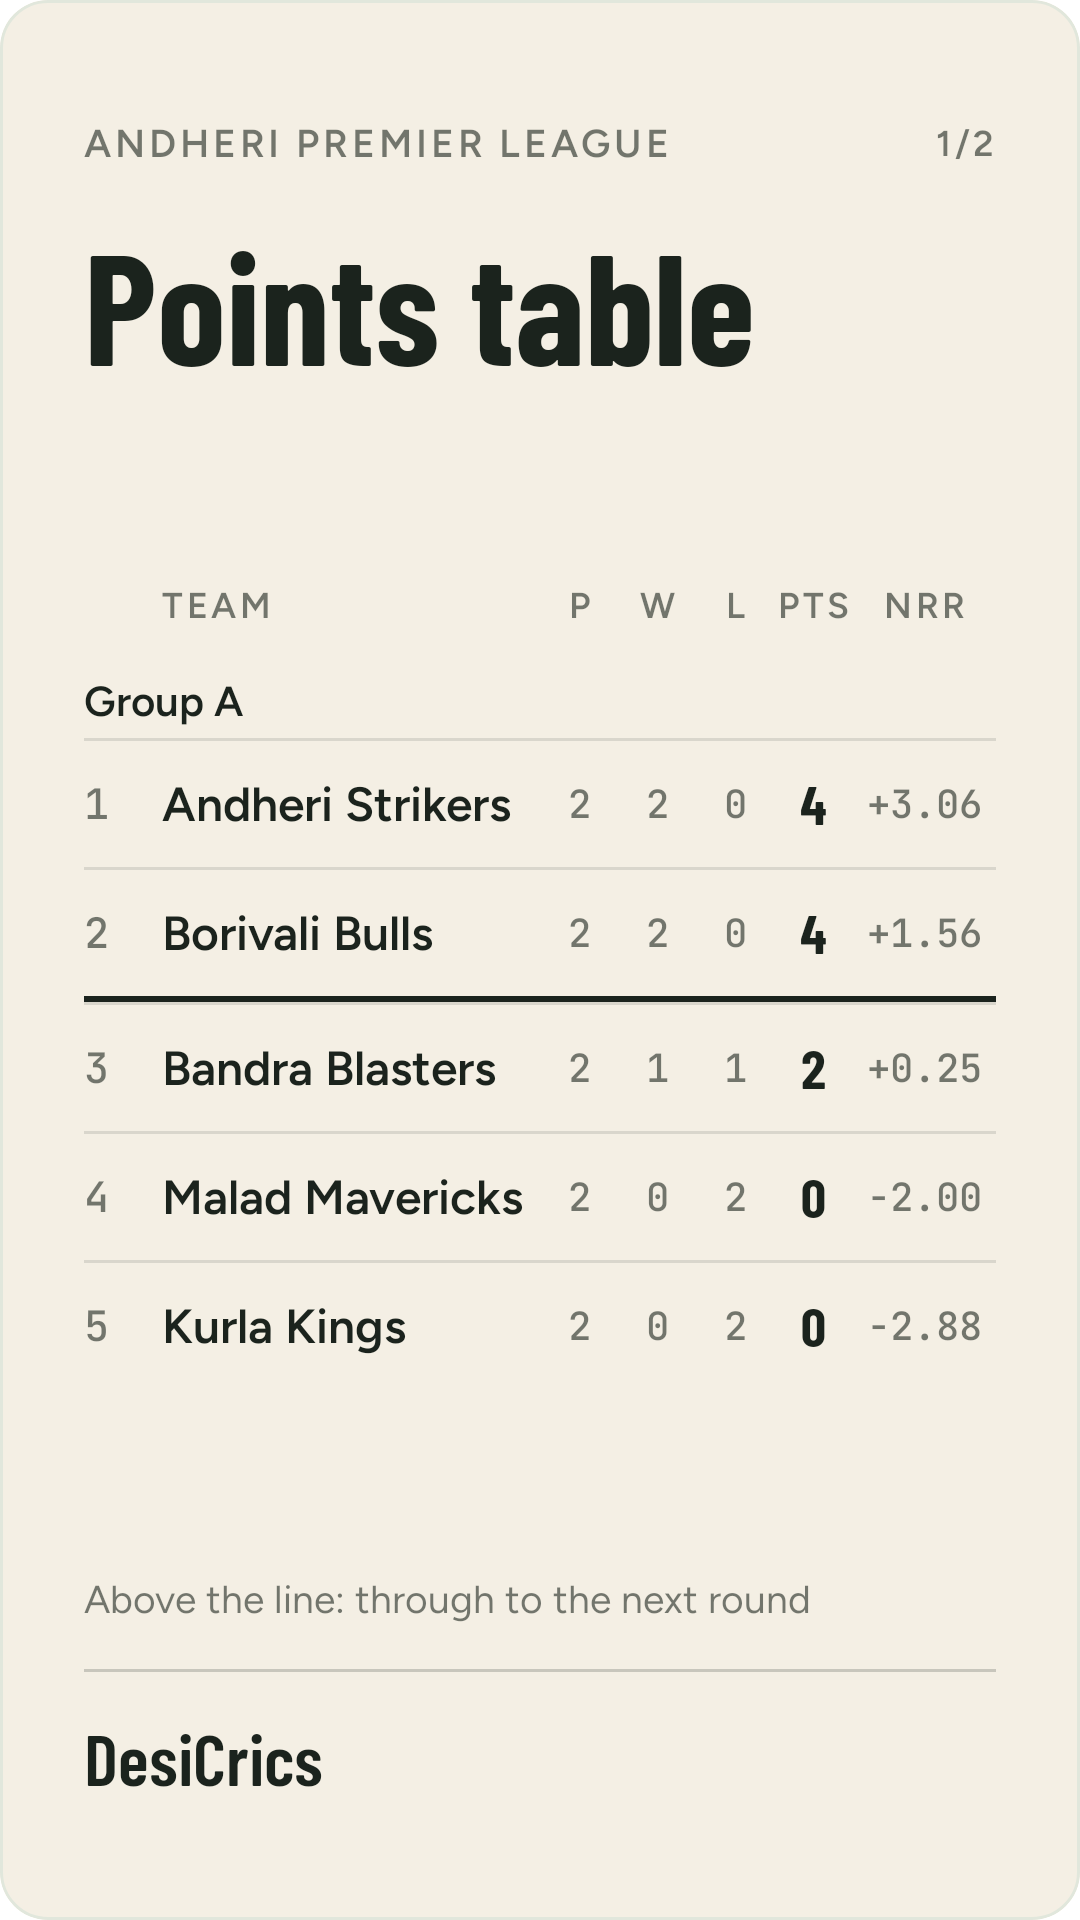 ANDHERI PREMIER LEAGUE 1/2
Points table
TEAM P W L PTS NRR
Group A
1 Andheri Strikers 2 2 0 4 +3.06
2 Borivali Bulls 2 2 0 4 +1.56
3 Bandra Blasters 2 1 1 2 +0.25
4 Malad Mavericks 2 0 2 0 -2.00
5 Kurla Kings 2 0 2 0 -2.88
Above the line: through to the next round
DesiCrics